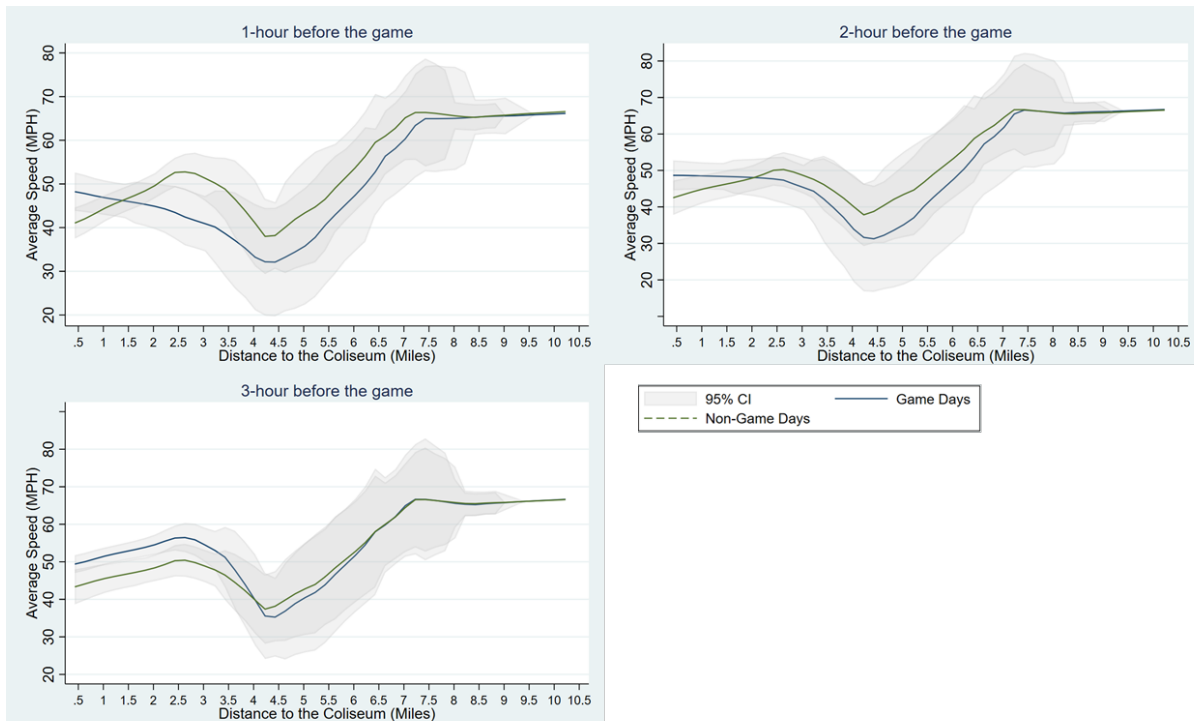 1-hour before the game
Average Speed (MPH)
80
70
60
50
40
30
20
.5 1 1.5 2 2.5 3 3.5 4 4.5 5 5.5 6 6.5 7 7.5 8 8.5 9 9.5 10 10.5
Distance to the Coliseum (Miles)
2-hour before the game
Average Speed (MPH)
80
70
60
50
40
30
20
.5 1 1.5 2 2.5 3 3.5 4 4.5 5 5.5 6 6.5 7 7.5 8 8.5 9 9.5 10 10.5
Distance to the Coliseum (Miles)
3-hour before the game
Average Speed (MPH)
80
70
60
50
40
30
20
.5 1 1.5 2 2.5 3 3.5 4 4.5 5 5.5 6 6.5 7 7.5 8 8.5 9 9.5 10 10.5
Distance to the Coliseum (Miles)
95% CI Game Days
Non-Game Days